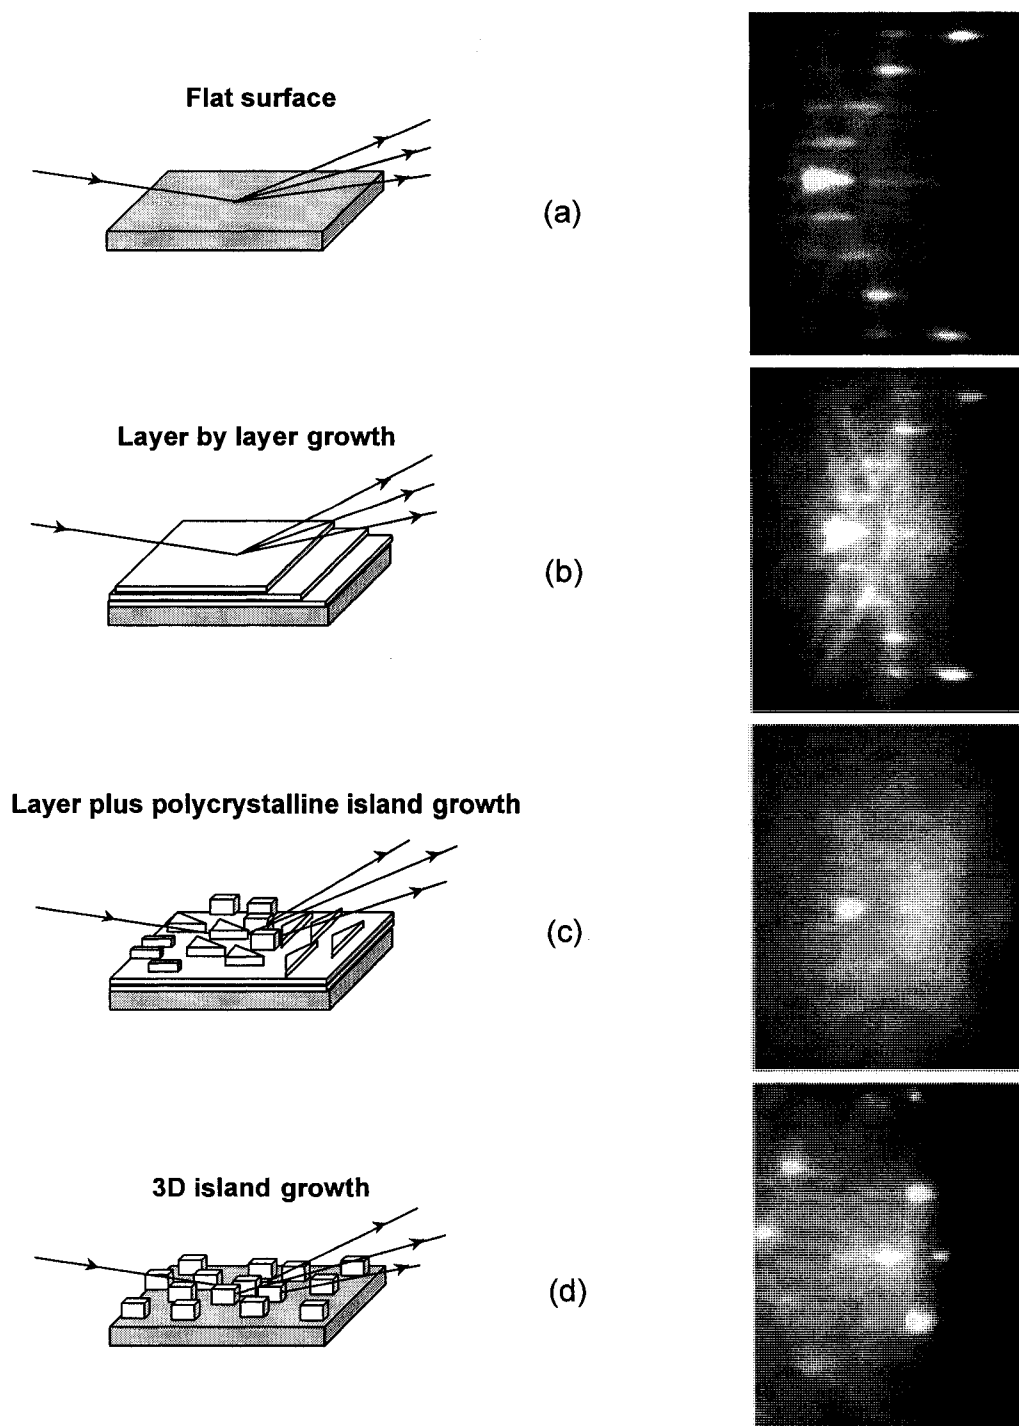 Flat surface
(a)
Layer by layer growth
(b)
Layer plus polycrystalline island growth
(c)
3D island growth
(d)